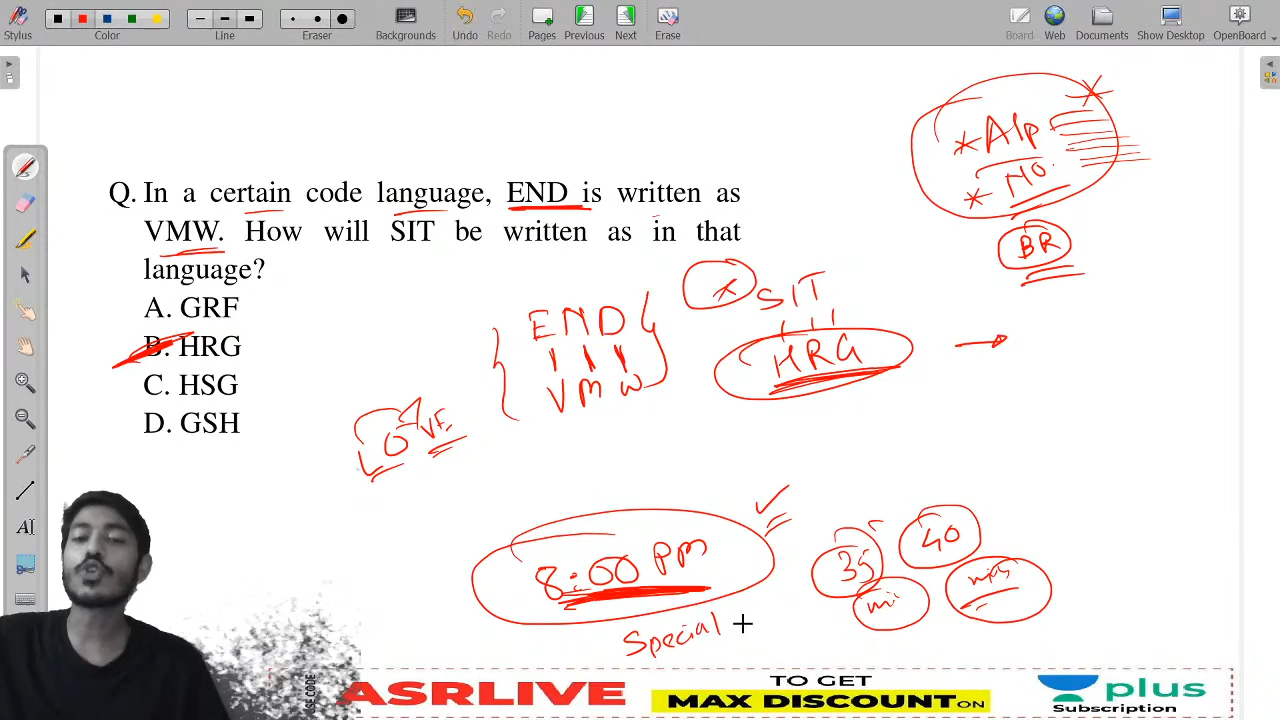 Stylus
Color
Line
Eraser
Backgrounds
Undo
Redo
Pages
Previous
Next
Erase
Board
Web
Documents
Show Desktop
OpenBoard
Q. In a certain code language, END is written as
VMW. How will SIT be written as in that
language?
A. GRF
B. HRG
C. HSG
D. GSH
Alp
No.
BR
END
VMW
SIT
HRG
LOVE
8:00 PM
Special
35
40
AI
ASRLIVE
TO GET
MAX DISCOUNT ON
plus
Subscription